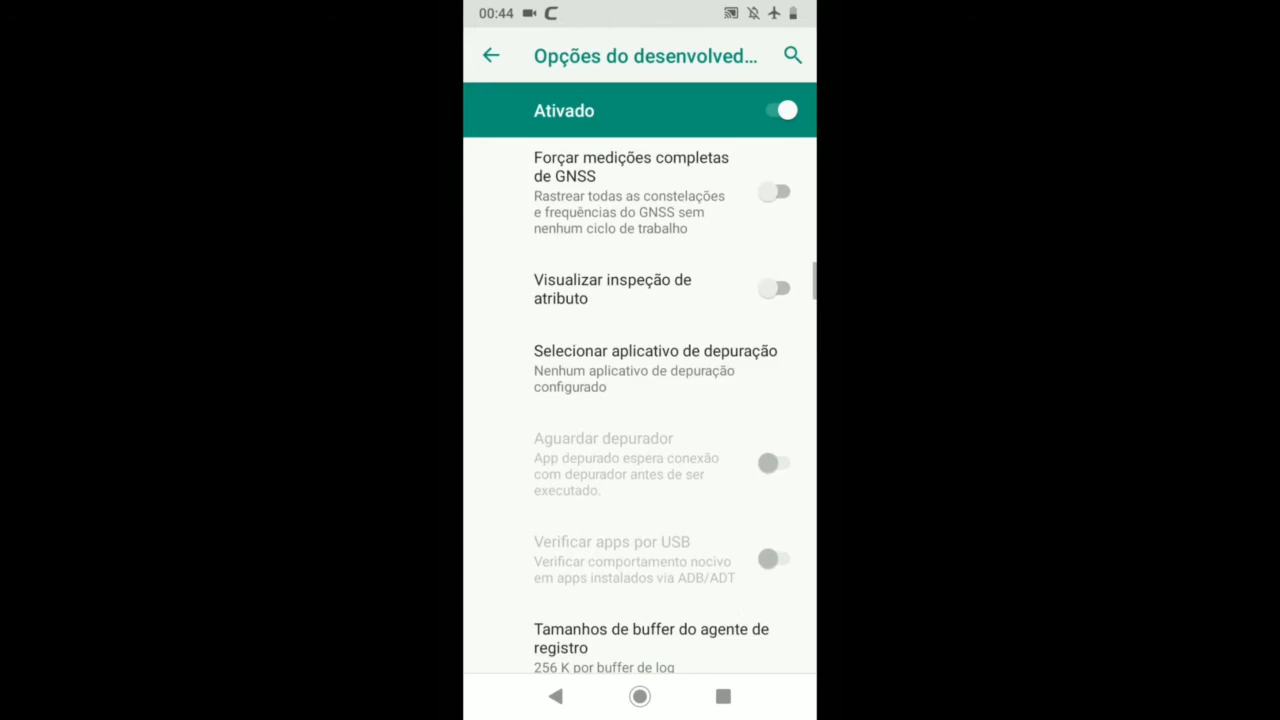 00:44
Opções do desenvolved...
Ativado
Forçar medições completas
de GNSS
Rastrear todas as constelações
e frequências do GNSS sem
nenhum ciclo de trabalho
Visualizar inspeção de
atributo
Selecionar aplicativo de depuração
Nenhum aplicativo de depuração
configurado
Aguardar depurador
App depurado espera conexão
com depurador antes de ser
executado.
Verificar apps por USB
Verificar comportamento nocivo
em apps instalados via ADB/ADT
Tamanhos de buffer do agente de
registro
256 K por buffer de log